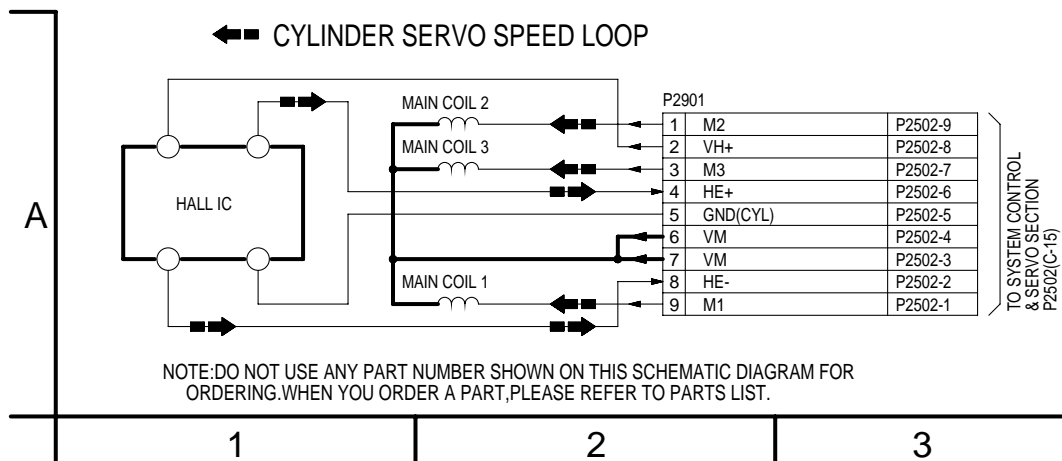 CYLINDER SERVO SPEED LOOP
P2901
MAIN COIL 2
1 M2 P2502-9
2 VH+ P2502-8
MAIN COIL 3
3 M3 P2502-7
4 HE+ P2502-6
HALL IC
5 GND(CYL) P2502-5
6 VM P2502-4
7 VM P2502-3
MAIN COIL 1
8 HE- P2502-2
9 M1 P2502-1
TO SYSTEM CONTROL
& SERVO SECTION
P2502(C-15)
A
NOTE:DO NOT USE ANY PART NUMBER SHOWN ON THIS SCHEMATIC DIAGRAM FOR
ORDERING.WHEN YOU ORDER A PART,PLEASE REFER TO PARTS LIST.
1 2 3